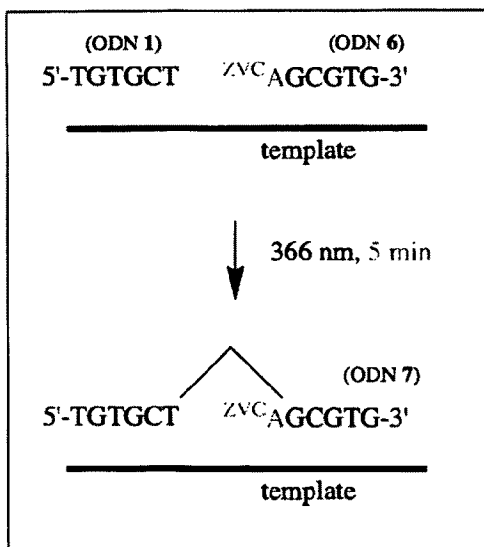 (ODN 1) (ODN 6)
5'-TGTGCT ZVCAGCGTG-3'
template
366 nm, 5 min
(ODN 7)
5'-TGTGCT ZVCAGCGTG-3'
template